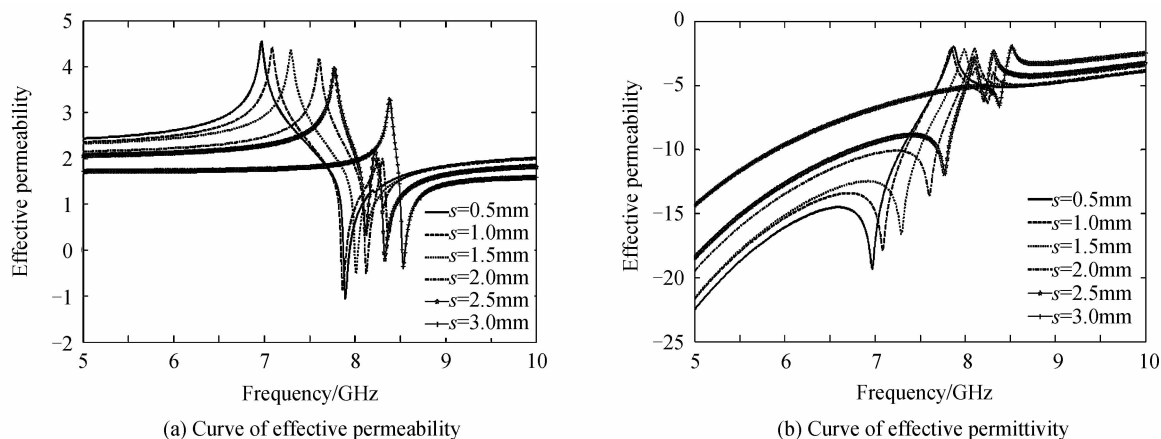 5
4
3
2
1
0
−1
−2
Effective permeability
5
6
7
8
9
10
Frequency/GHz
s=0.5mm
s=1.0mm
s=1.5mm
s=2.0mm
s=2.5mm
s=3.0mm
(a) Curve of effective permeability
0
−5
−10
−15
−20
−25
Effective permeability
5
6
7
8
9
10
Frequency/GHz
s=0.5mm
s=1.0mm
s=1.5mm
s=2.0mm
s=2.5mm
s=3.0mm
(b) Curve of effective permittivity